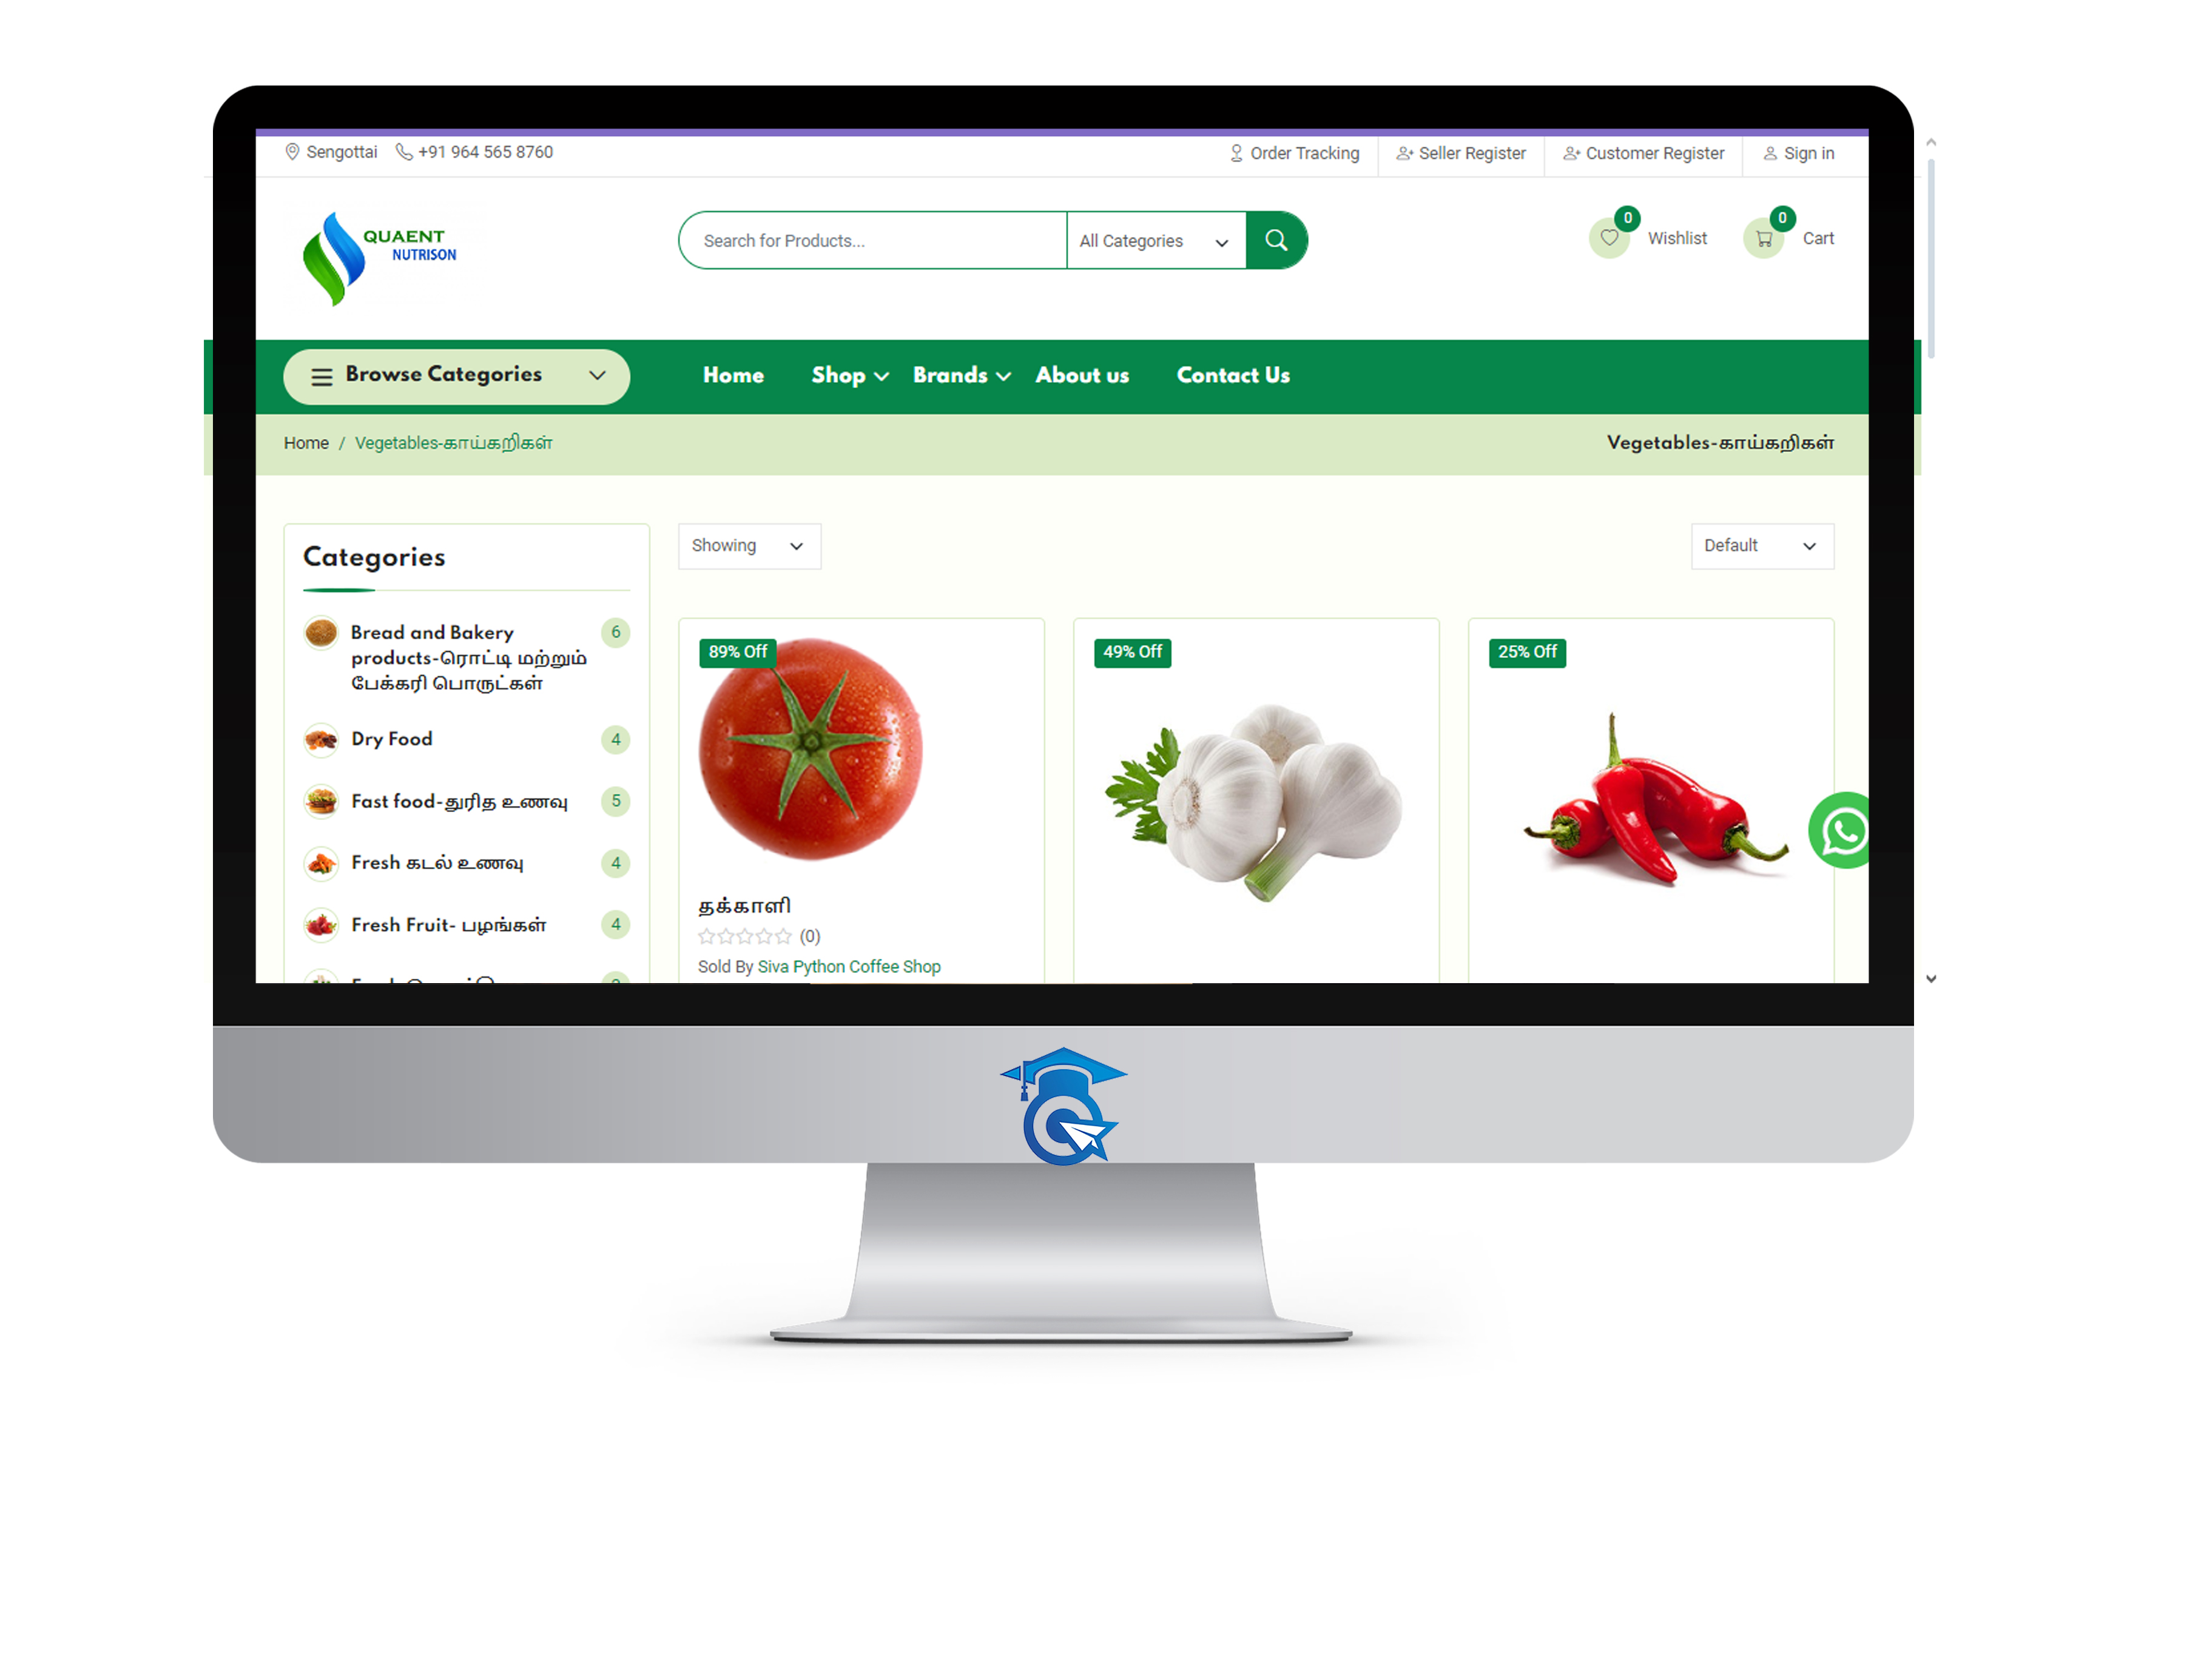 Sengottai +91 964 565 8760 Order Tracking Seller Register Customer Register Sign in
QUAENT
NUTRISON
Search for Products... All Categories
0 Wishlist 0 Cart
Browse Categories Home Shop Brands About us Contact Us
Home / Vegetables-காய்கறிகள் Vegetables-காய்கறிகள்
Categories
Bread and Bakery 6
products-ரொட்டி மற்றும்
பேக்கரி பொருட்கள்
Dry Food 4
Fast food-துரித உணவு 5
Fresh கடல் உணவு 4
Fresh Fruit- பழங்கள் 4
Showing Default
89% Off
தக்காளி
(0)
Sold By Siva Python Coffee Shop
49% Off
25% Off